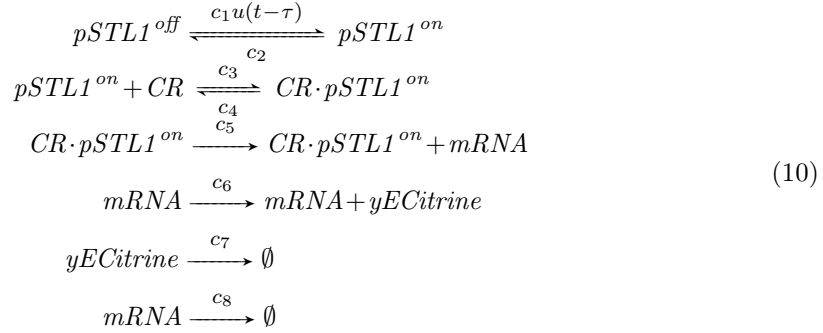 pSTL1^off ⇌ pSTL1^on c₁u(t−τ) c₂
pSTL1^on + CR ⇌ CR·pSTL1^on c₃ c₄
CR·pSTL1^on → CR·pSTL1^on + mRNA c₅
(10)
mRNA → mRNA + yECitrine c₆
yECitrine → ∅ c₇
mRNA → ∅ c₈